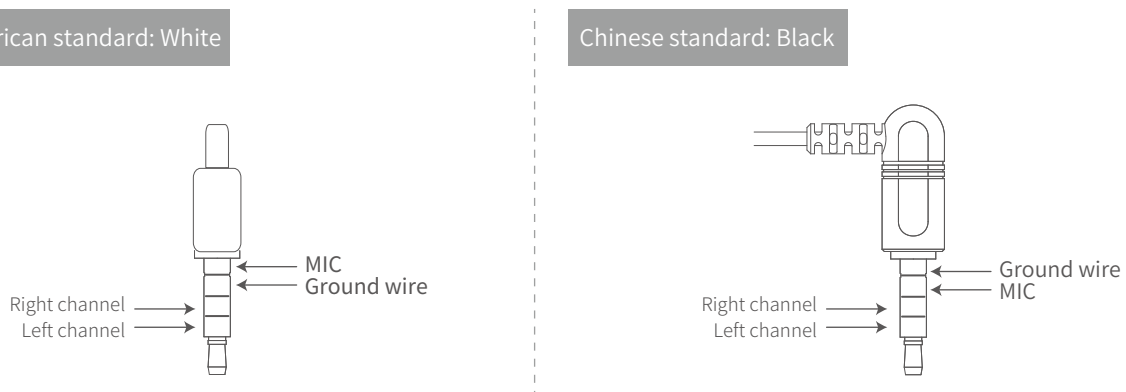 rican standard: White
MIC
Ground wire
Right channel
Left channel
Chinese standard: Black
Ground wire
MIC
Right channel
Left channel